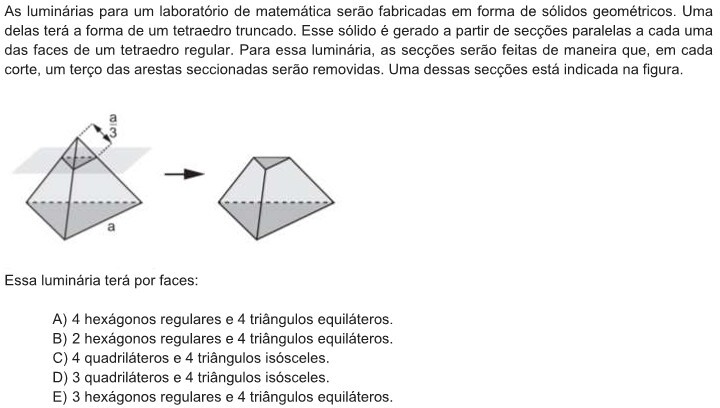 As luminárias para um laboratório de matemática serão fabricadas em forma de sólidos geométricos. Uma
delas terá a forma de um tetraedro truncado. Esse sólido é gerado a partir de secções paralelas a cada uma
das faces de um tetraedro regular. Para essa luminária, as secções serão feitas de maneira que, em cada
corte, um terço das arestas seccionadas serão removidas. Uma dessas secções está indicada na figura.
a
3
a
Essa luminária terá por faces:
A) 4 hexágonos regulares e 4 triângulos equiláteros.
B) 2 hexágonos regulares e 4 triângulos equiláteros.
C) 4 quadriláteros e 4 triângulos isósceles.
D) 3 quadriláteros e 4 triângulos isósceles.
E) 3 hexágonos regulares e 4 triângulos equiláteros.